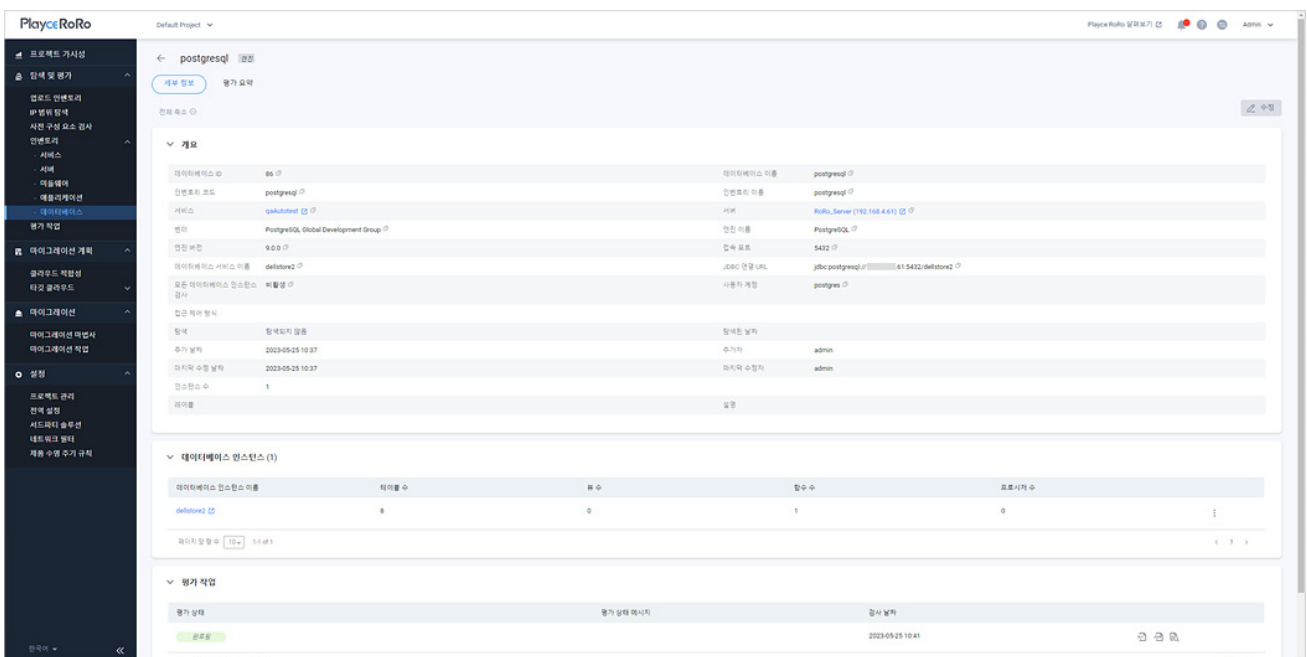 Playce RoRo
Default Project
Playce RoRo 살펴보기
Admin
프로젝트 가시성
탐색 및 평가
업로드 인벤토리
IP 범위 탐색
사전 구성 요소 검사
인벤토리
- 서비스
- 서버
- 미들웨어
- 애플리케이션
- 데이터베이스
평가 작업
마이그레이션 계획
클라우드 적합성
타깃 클라우드
마이그레이션
마이그레이션 마법사
마이그레이션 작업
설정
프로젝트 관리
전역 설정
서드파티 솔루션
네트워크 필터
제품 수명 주기 규칙
한국어
postgresql 안전
세부 정보 평가 요약
전체 축소
수정
개요
데이터베이스 ID 86 데이터베이스 이름 postgresql
인벤토리 코드 postgresql 인벤토리 이름 postgresql
서비스 qaAutotest 서버 RoRo_Server (192.168.4.61)
벤더 PostgreSQL Global Development Group 엔진 이름 PostgreSQL
엔진 버전 9.0.0 접속 포트 5432
데이터베이스 서비스 이름 dellstore2 JDBC 연결 URL jdbc:postgresql:// .61:5432/dellstore2
모든 데이터베이스 인스턴스 검사 비활성 사용자 계정 postgres
접근 제어 방식
탐색 탐색되지 않음 탐색된 날짜
추가 날짜 2023-05-25 10:37 추가자 admin
마지막 수정 날짜 2023-05-25 10:37 마지막 수정자 admin
인스턴스 수 1
레이블 설명
데이터베이스 인스턴스 (1)
데이터베이스 인스턴스 이름 테이블 수 뷰 수 함수 수 프로시저 수
dellstore2 8 0 1 0
페이지 당 행 수 10 1-1 of 1
1
평가 작업
평가 상태 평가 상태 메시지 검사 날짜
완료됨 2023-05-25 10:41